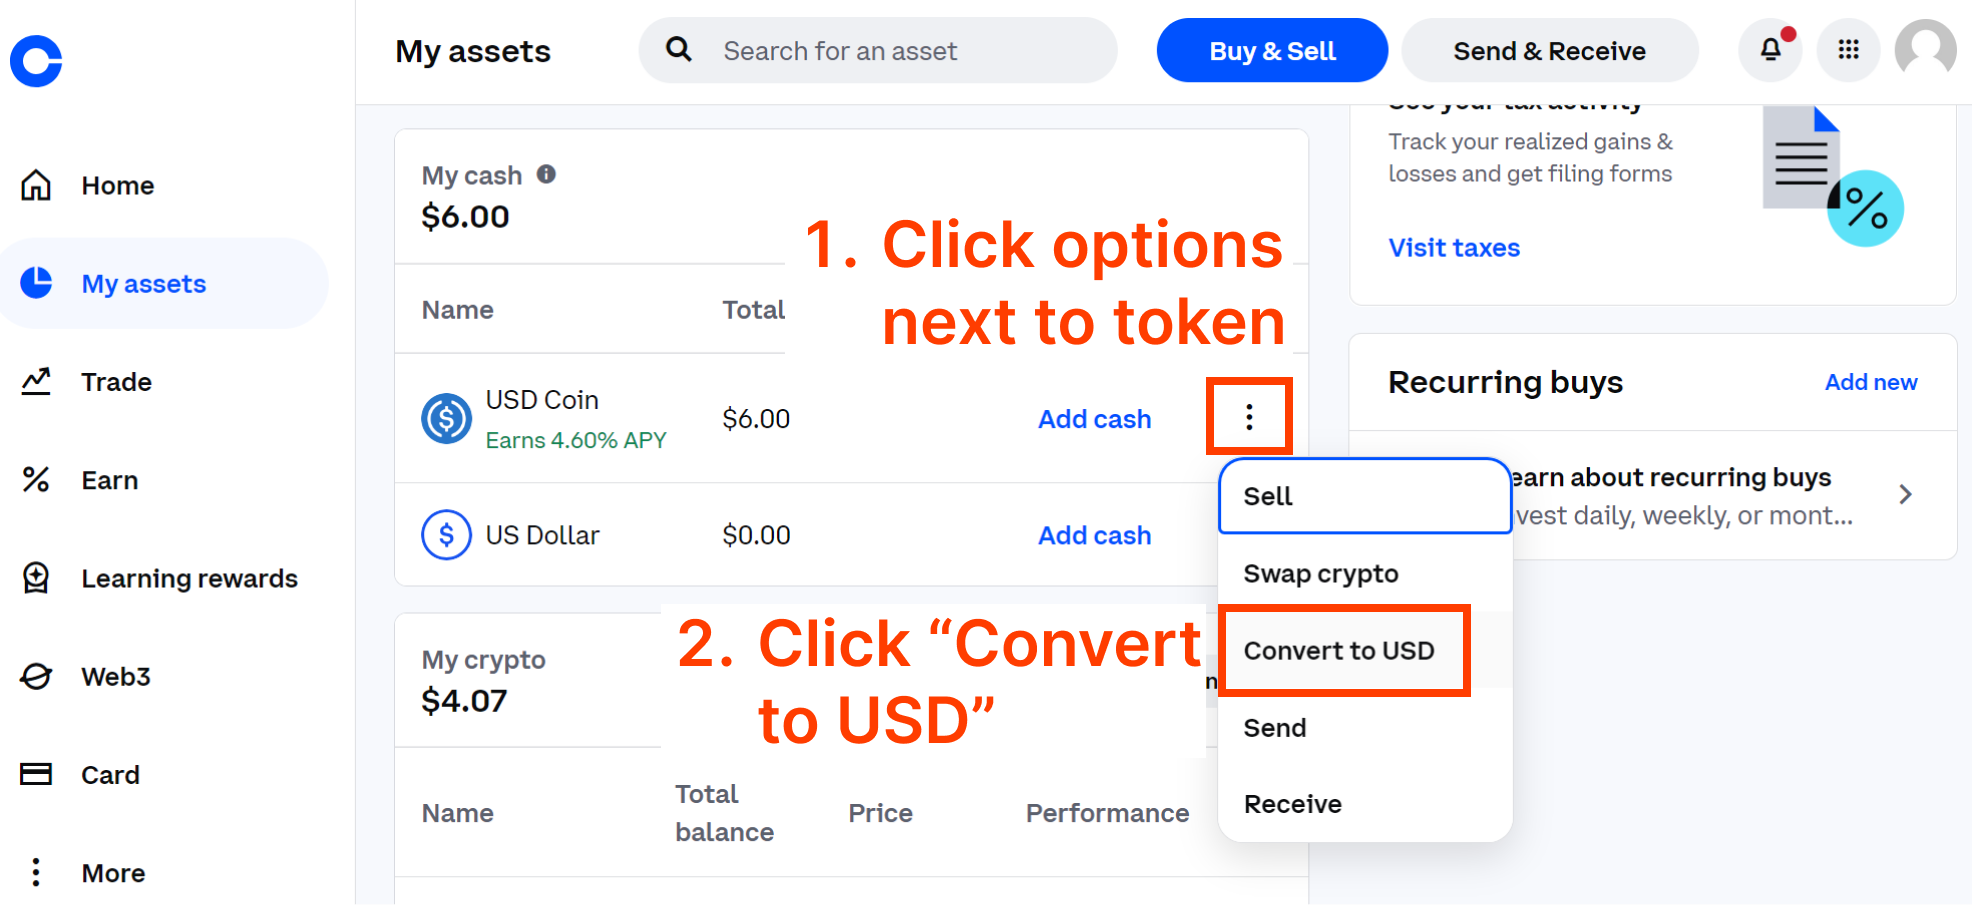 My assets
Search for an asset
Buy & Sell
Send & Receive
Home
My assets
Trade
Earn
Learning rewards
Web3
Card
More
My cash
$6.00
1. Click options
next to token
Name
Total
USD Coin
Earns 4.60% APY
$6.00
Add cash
US Dollar
$0.00
Add cash
Sell
Swap crypto
Convert to USD
Send
Receive
2. Click “Convert
to USD”
My crypto
$4.07
Name
Total
balance
Price
Performance
See your tax activity
Track your realized gains &
losses and get filing forms
Visit taxes
Recurring buys
Add new
earn about recurring buys
vest daily, weekly, or mont...